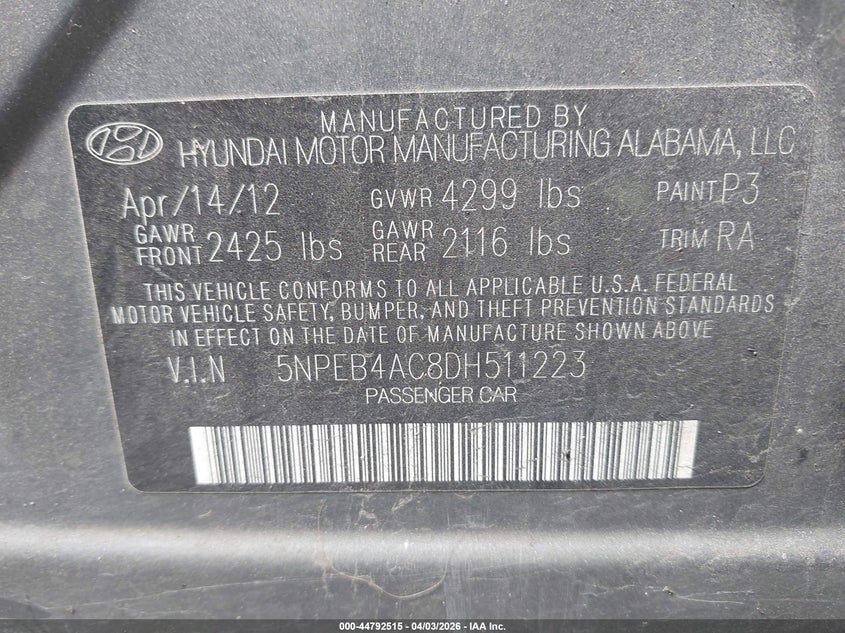 MANUFACTURED BY
HYUNDAI MOTOR MANUFACTURING ALABAMA, LLC
Apr/14/12 GVWR 4299 lbs PAINT P3
GAWR FRONT 2425 lbs GAWR REAR 2116 lbs TRIM RA
THIS VEHICLE CONFORMS TO ALL APPLICABLE U.S.A. FEDERAL
MOTOR VEHICLE SAFETY, BUMPER, AND THEFT PREVENTION STANDARDS
IN EFFECT ON THE DATE OF MANUFACTURE SHOWN ABOVE
V.I.N 5NPEB4AC8DH511223
PASSENGER CAR
000-44792515 - 04/03/2026 - IAA Inc.